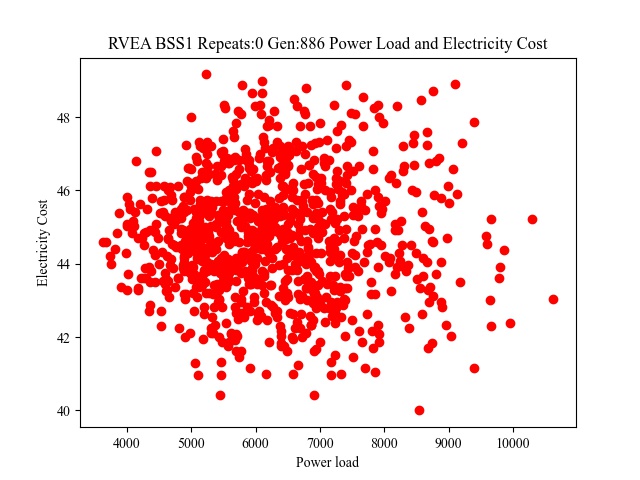 RVEA BSS1 Repeats:0 Gen:886 Power Load and Electricity Cost
48
46
44
42
40
Electricity Cost
4000 5000 6000 7000 8000 9000 10000
Power load